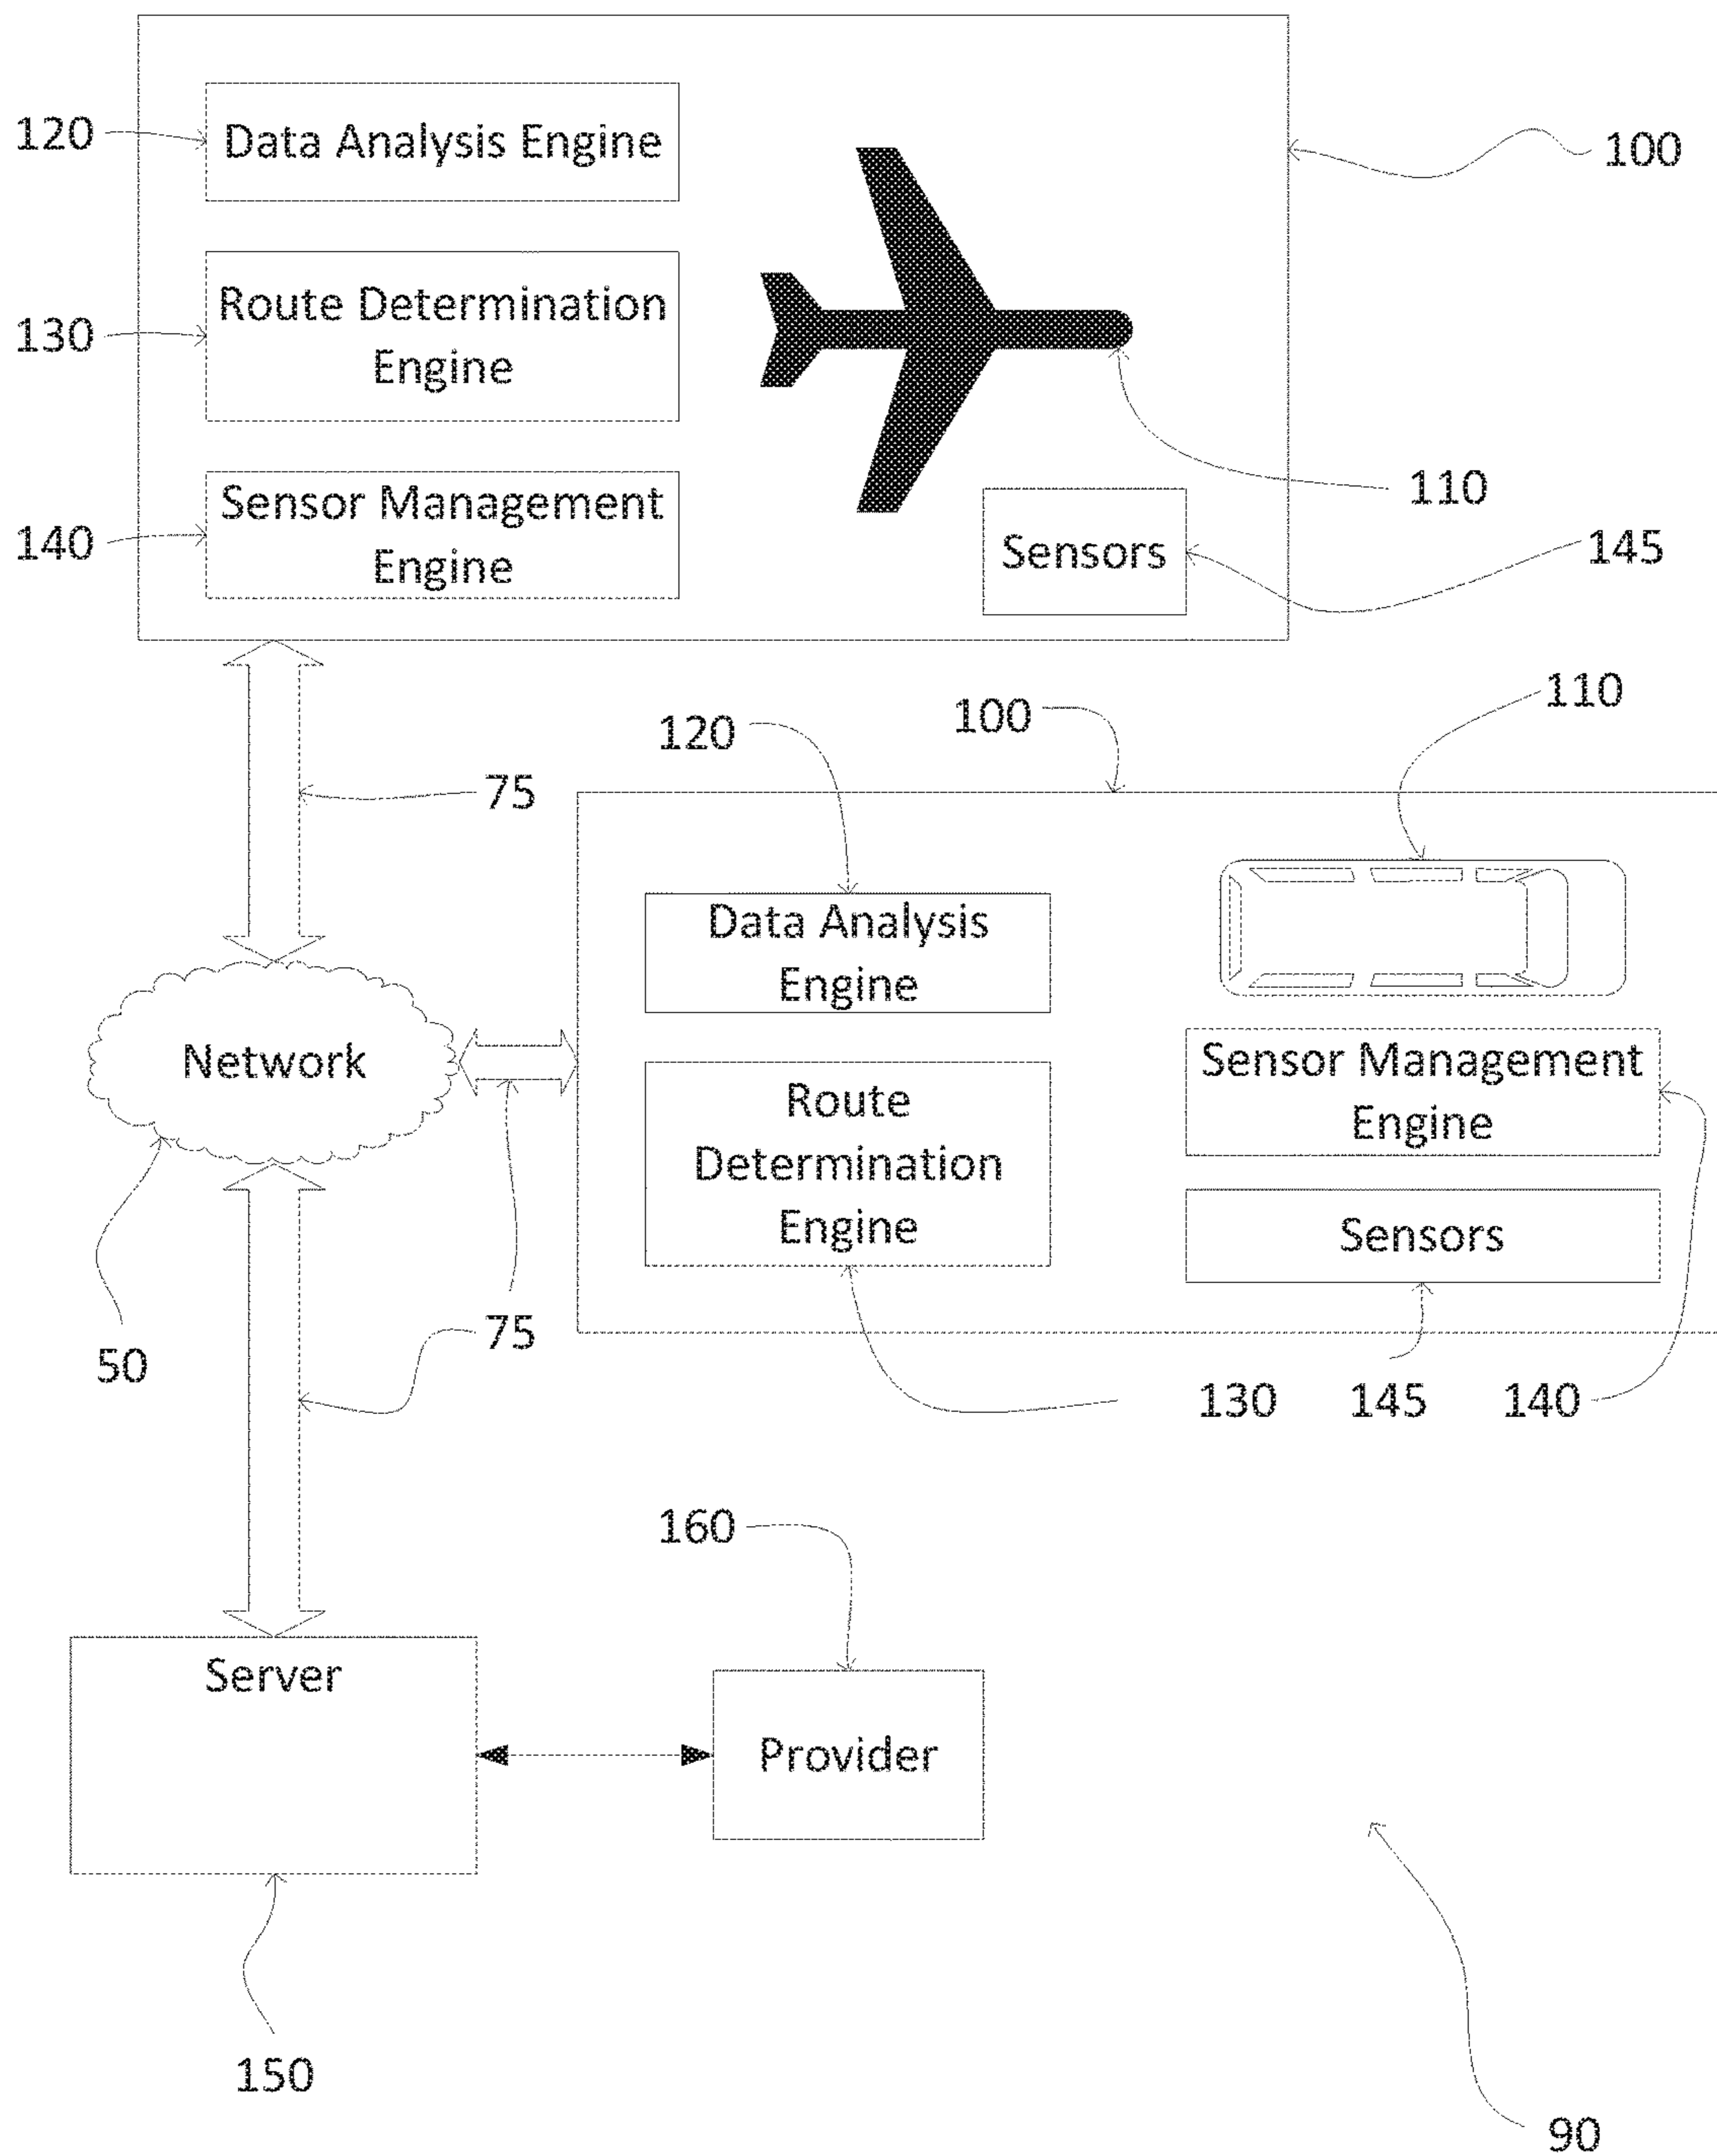 120
Data Analysis Engine
100
130
Route Determination
Engine
110
140
Sensor Management
Engine
Sensors
145
75
120
100
110
Data Analysis
Engine
Network
Route
Determination
Engine
Sensor Management
Engine
Sensors
50
75
130
145
140
160
Server
Provider
150
90